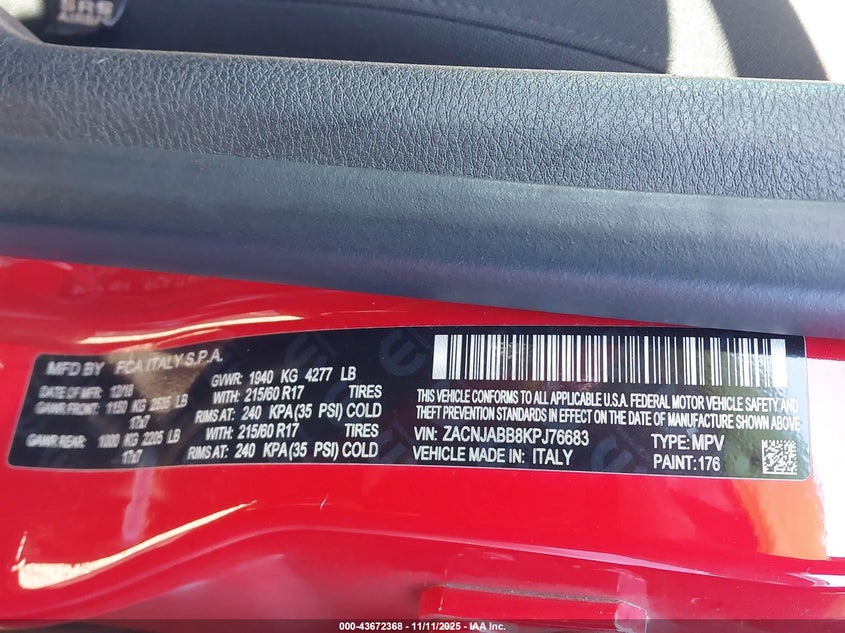 SRS
AIRBAG
MFD BY FCA ITALY S.P.A.
DATE OF MFR: 12/18 GVWR: 1940 KG 4277 LB
GAWR FRONT: 1150 KG 2535 LB WITH: 215/60 R17 TIRES
17x7 RIMS AT: 240 KPA (35 PSI) COLD
GAWR REAR: 1000 KG 2205 LB WITH: 215/60 R17 TIRES
17x7 RIMS AT: 240 KPA (35 PSI) COLD
THIS VEHICLE CONFORMS TO ALL APPLICABLE U.S.A. FEDERAL MOTOR VEHICLE SAFETY, AND
THEFT PREVENTION STANDARDS IN EFFECT ON THE DATE OF MANUFACTURE SHOWN ABOVE
VIN: ZACNJABB8KPJ76683 TYPE: MPV
VEHICLE MADE IN: ITALY PAINT: 176
000-43672368 - 11/11/2025 - IAA Inc.